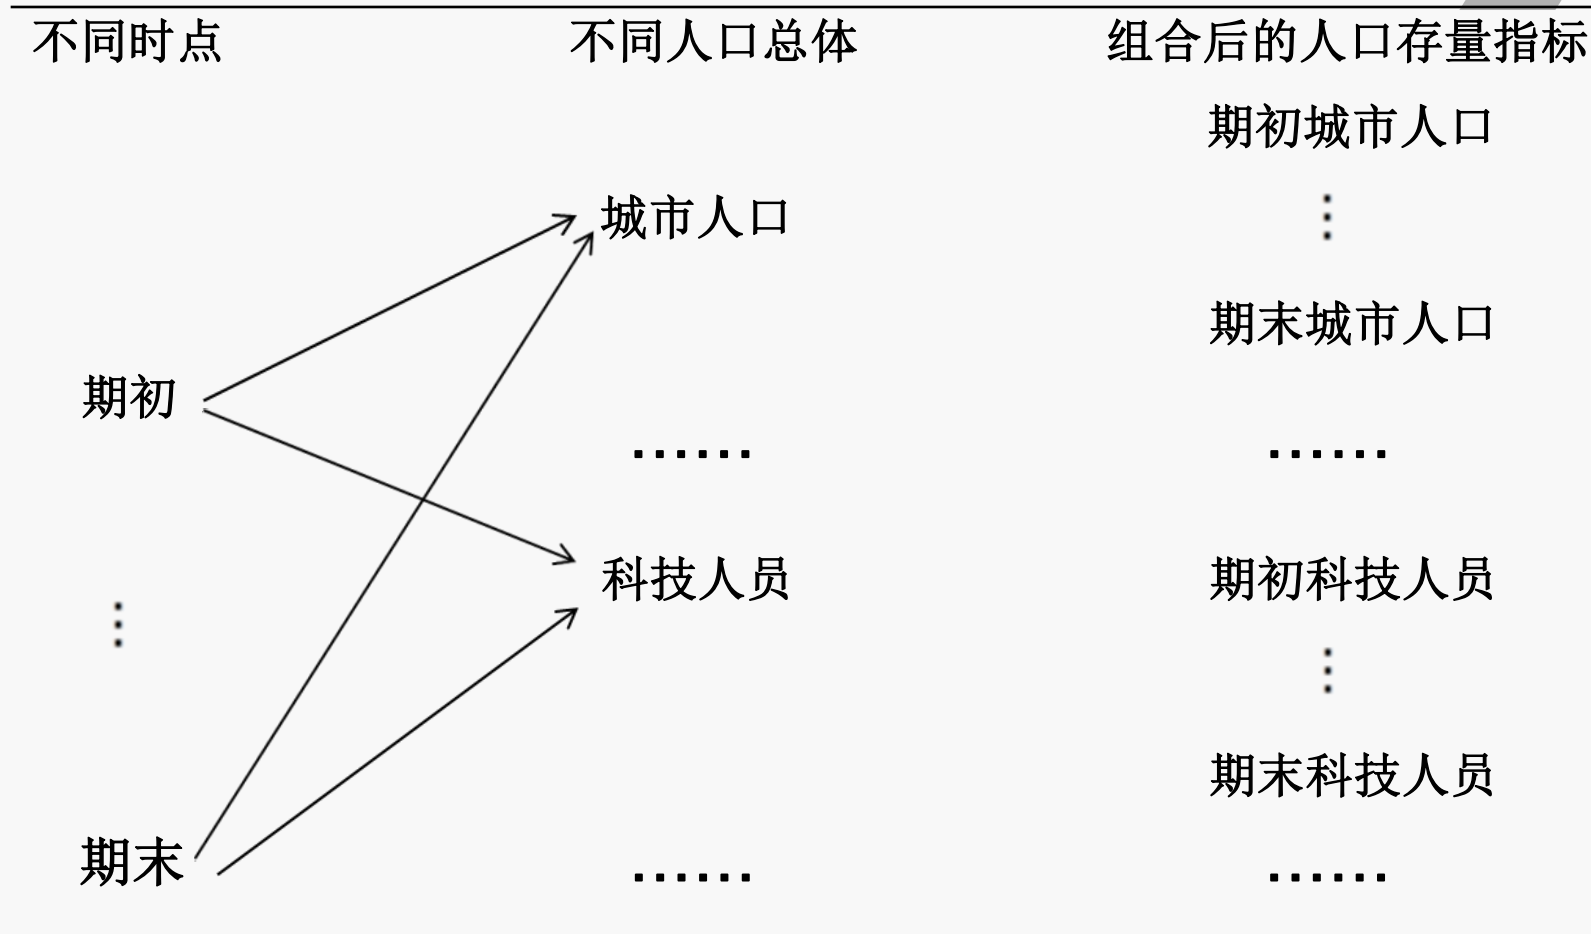 不同时点 不同人口总体 组合后的人口存量指标
期初城市人口
城市人口 ⋮
期末城市人口
期初
…… ……
科技人员 期初科技人员
⋮
⋮
期末科技人员
期末
…… ……